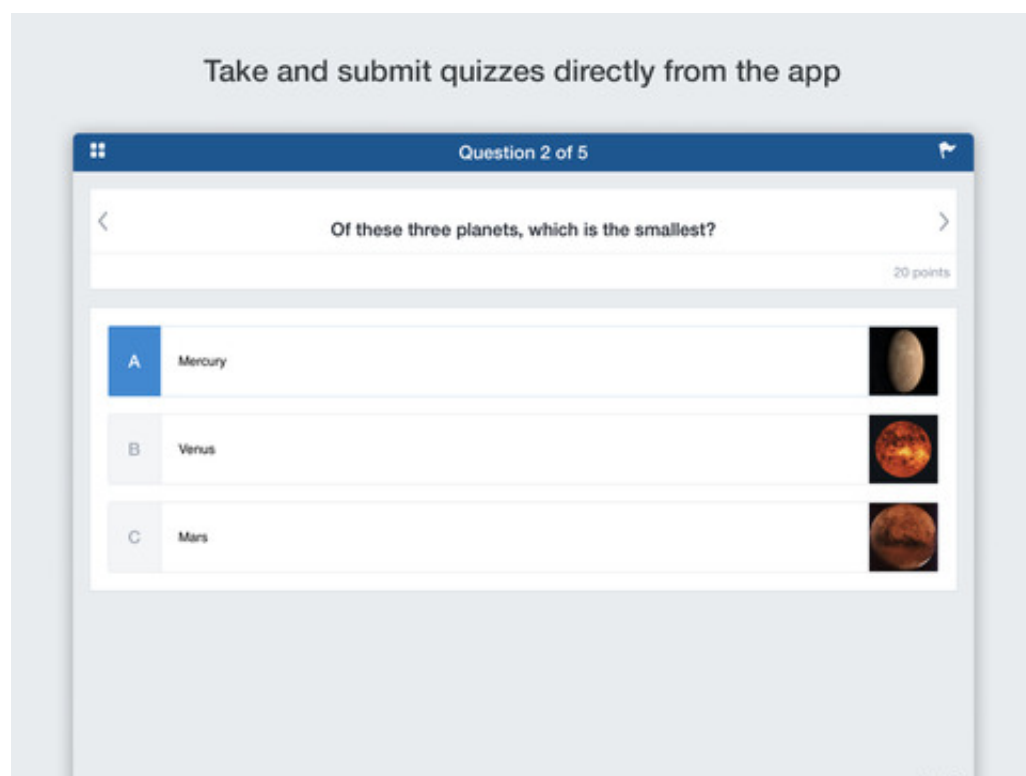 Take and submit quizzes directly from the app
Question 2 of 5
Of these three planets, which is the smallest?
20 points
A Mercury
B Venus
C Mars